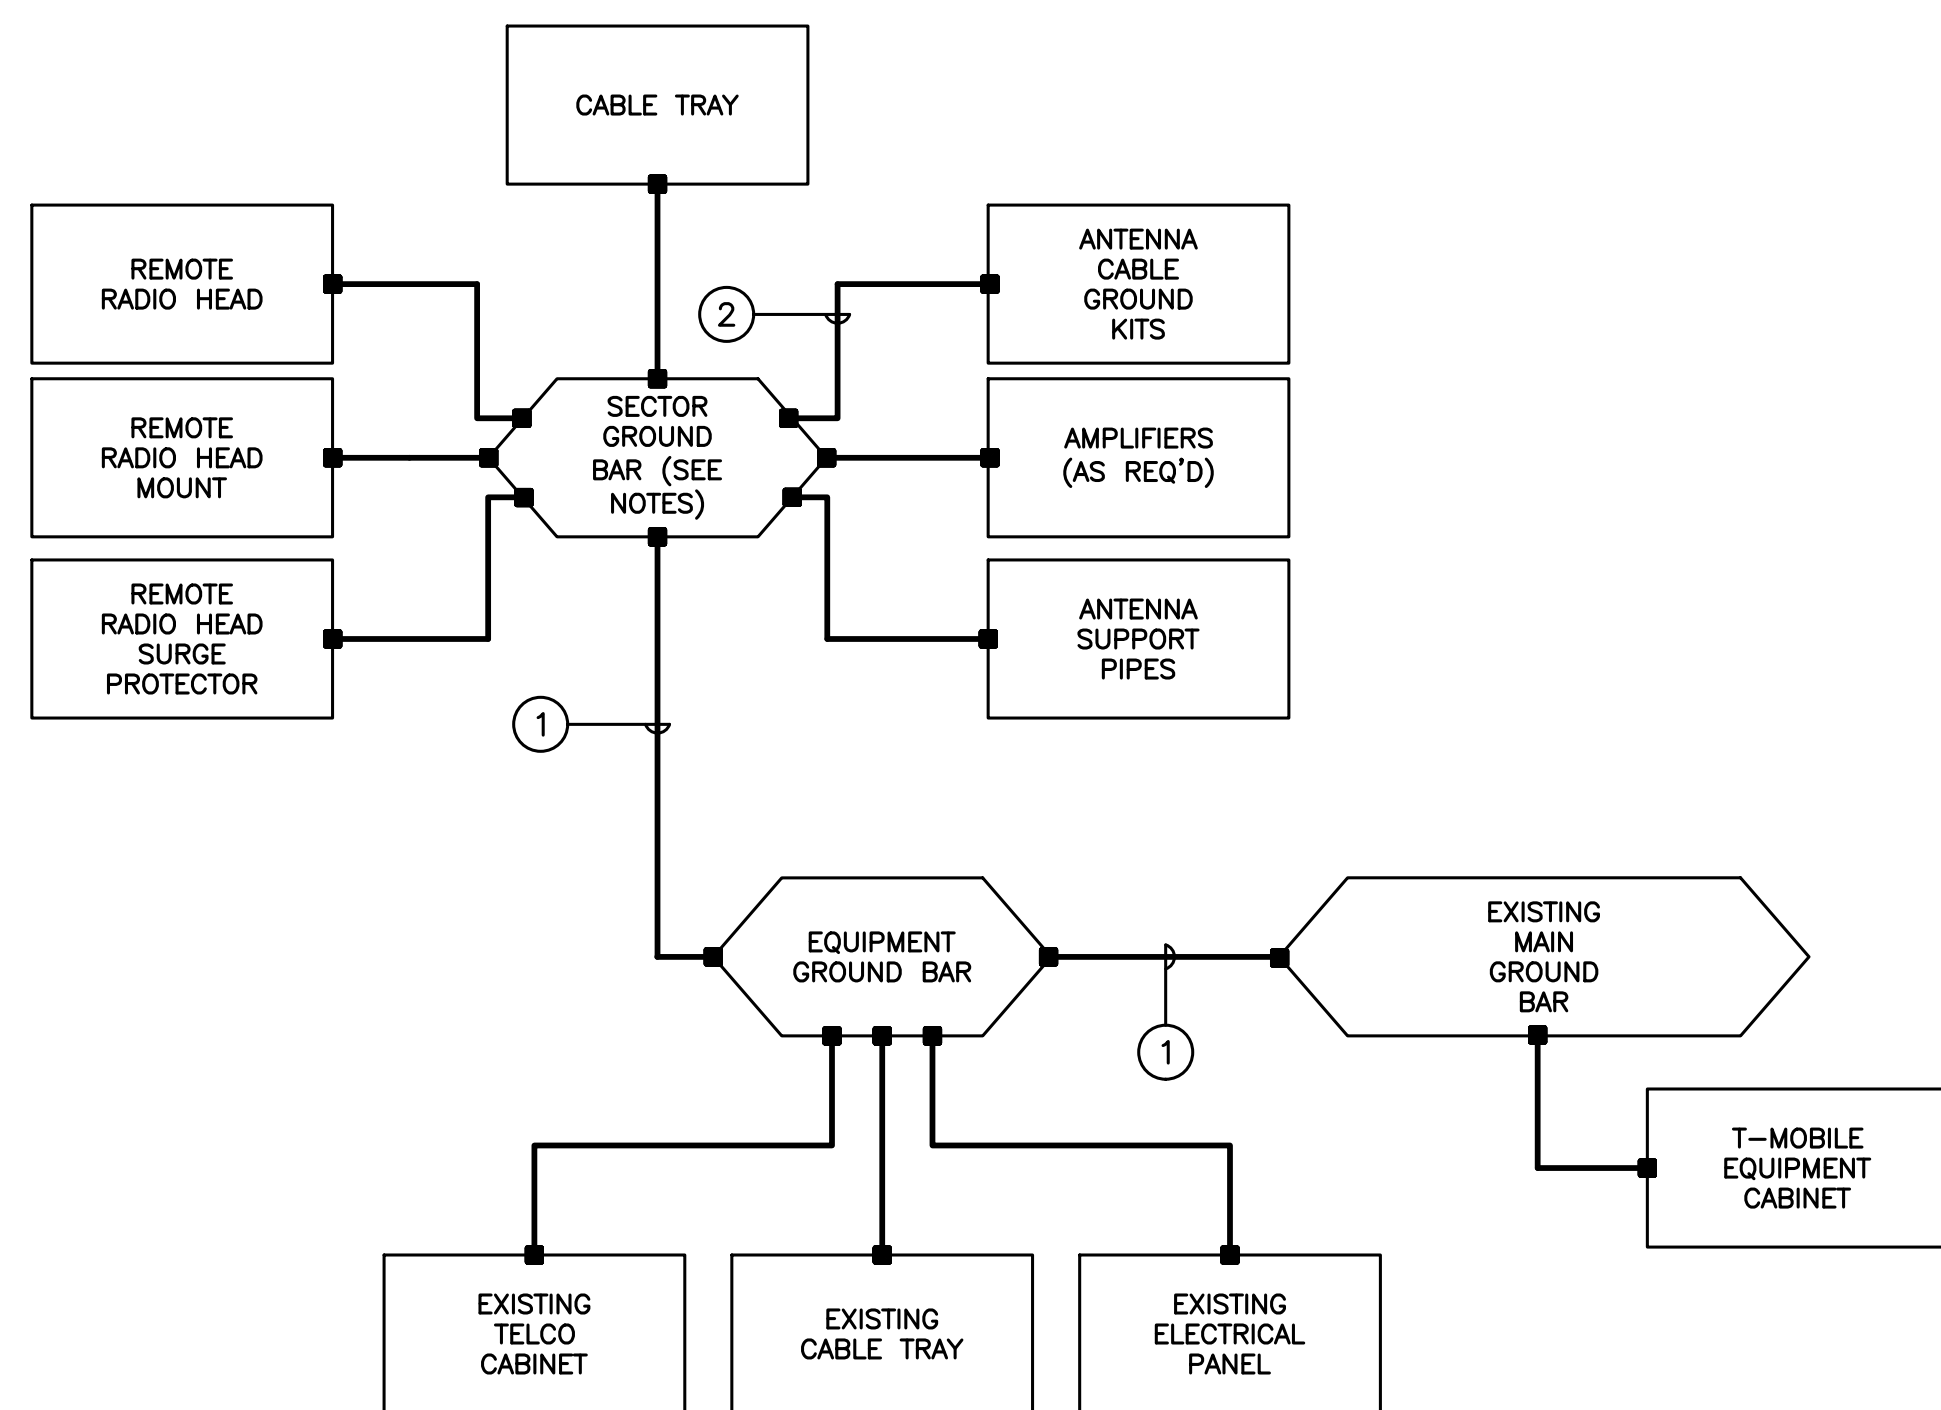 CABLE TRAY
REMOTE
RADIO HEAD
ANTENNA
CABLE
GROUND
KITS
2
REMOTE
RADIO HEAD
MOUNT
SECTOR
GROUND
BAR (SEE
NOTES)
AMPLIFIERS
(AS REQ'D)
REMOTE
RADIO HEAD
SURGE
PROTECTOR
ANTENNA
SUPPORT
PIPES
1
EQUIPMENT
GROUND BAR
EXISTING
MAIN
GROUND
BAR
1
T-MOBILE
EQUIPMENT
CABINET
EXISTING
TELCO
CABINET
EXISTING
CABLE TRAY
EXISTING
ELECTRICAL
PANEL